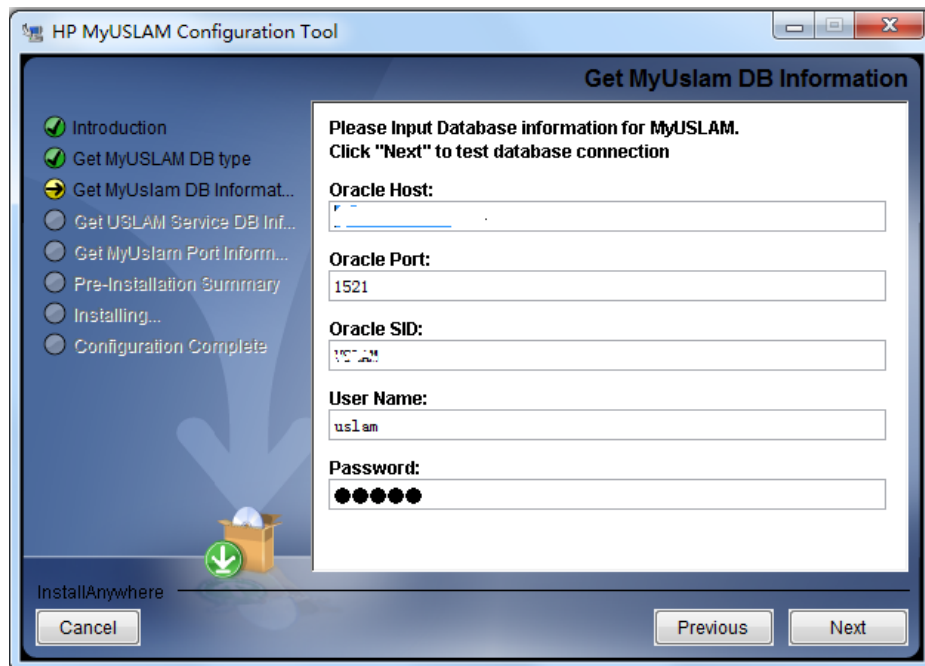 HP MyUSLAM Configuration Tool
Get MyUslam DB Information
Introduction
Get MyUSLAM DB type
Get MyUslam DB Informat...
Get USLAM Service DB Inf...
Get MyUslam Port Inform...
Pre-Installation Summary
Installing...
Configuration Complete
Please Input Database information for MyUSLAM.
Click "Next" to test database connection
Oracle Host:
Oracle Port:
1521
Oracle SID:
User Name:
uslam
Password:
InstallAnywhere
Cancel
Previous
Next